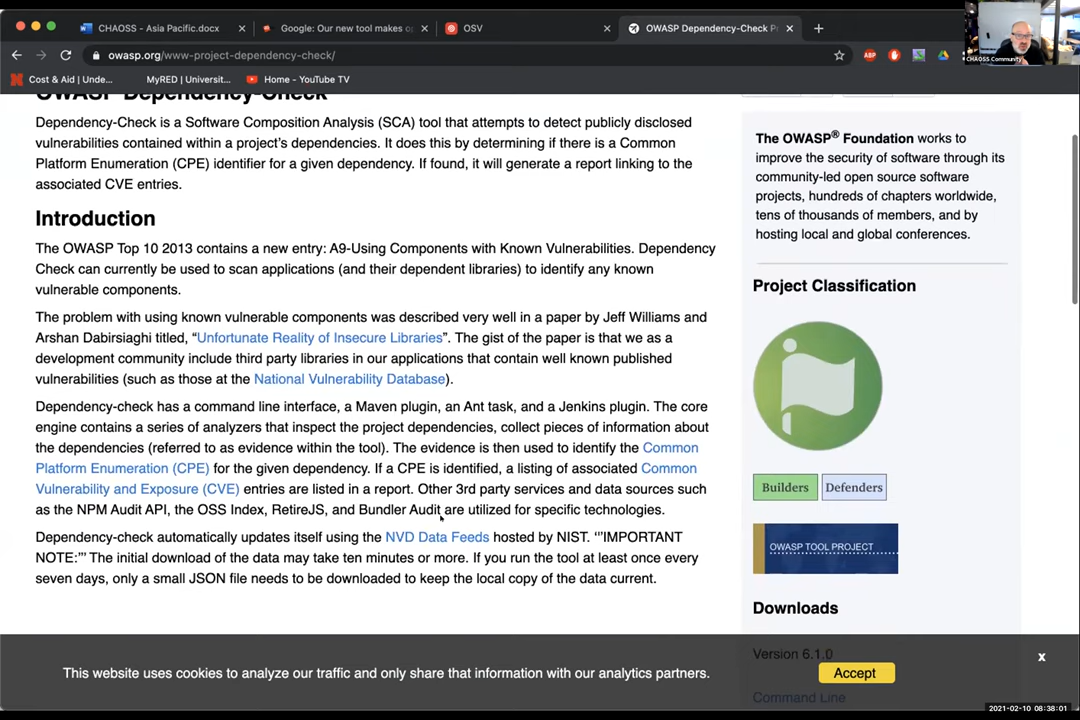 CHAOSS - Asia Pacific.docx
Google: Our new tool makes o
OSV
OWASP Dependency-Check P
owasp.org/www-project-dependency-check/
ABP
Cost & Aid | Unde...
MyRED | Universit...
Home - YouTube TV
CHAOSS Community
OWASP Dependency-Check
Dependency-Check is a Software Composition Analysis (SCA) tool that attempts to detect publicly disclosed
vulnerabilities contained within a project's dependencies. It does this by determining if there is a Common
Platform Enumeration (CPE) identifier for a given dependency. If found, it will generate a report linking to the
associated CVE entries.
Introduction
The OWASP Top 10 2013 contains a new entry: A9-Using Components with Known Vulnerabilities. Dependency
Check can currently be used to scan applications (and their dependent libraries) to identify any known
vulnerable components.
The problem with using known vulnerable components was described very well in a paper by Jeff Williams and
Arshan Dabirsiaghi titled, “Unfortunate Reality of Insecure Libraries”. The gist of the paper is that we as a
development community include third party libraries in our applications that contain well known published
vulnerabilities (such as those at the National Vulnerability Database).
Dependency-check has a command line interface, a Maven plugin, an Ant task, and a Jenkins plugin. The core
engine contains a series of analyzers that inspect the project dependencies, collect pieces of information about
the dependencies (referred to as evidence within the tool). The evidence is then used to identify the Common
Platform Enumeration (CPE) for the given dependency. If a CPE is identified, a listing of associated Common
Vulnerability and Exposure (CVE) entries are listed in a report. Other 3rd party services and data sources such
as the NPM Audit API, the OSS Index, RetireJS, and Bundler Audit are utilized for specific technologies.
Dependency-check automatically updates itself using the NVD Data Feeds hosted by NIST. ‘”IMPORTANT
NOTE:”’ The initial download of the data may take ten minutes or more. If you run the tool at least once every
seven days, only a small JSON file needs to be downloaded to keep the local copy of the data current.
The OWASP® Foundation works to
improve the security of software through its
community-led open source software
projects, hundreds of chapters worldwide,
tens of thousands of members, and by
hosting local and global conferences.
Project Classification
Builders
Defenders
OWASP TOOL PROJECT
Downloads
Version 6.1.0
Command Line
This website uses cookies to analyze our traffic and only share that information with our analytics partners.
Accept
x
2021-02-10 08:38:01